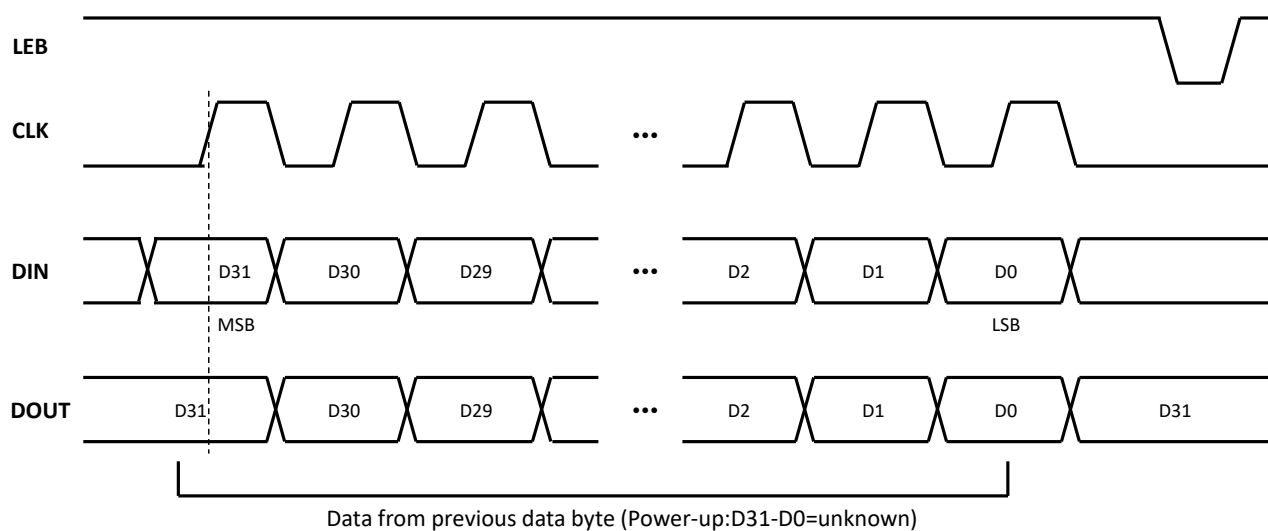 LEB
CLK
...
DIN
D31 D30 D29 ... D2 D1 D0
MSB LSB
DOUT
D31 D30 D29 ... D2 D1 D0 D31
Data from previous data byte (Power-up:D31-D0=unknown)